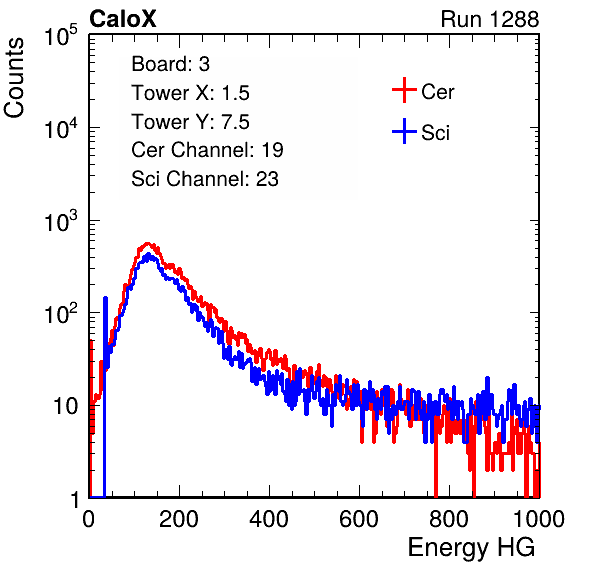 CaloX Run 1288
Counts
Board: 3
Tower X: 1.5
Tower Y: 7.5
Cer Channel: 19
Sci Channel: 23
Cer
Sci
10^5
10^4
10^3
10^2
10
1
0 200 400 600 800 1000
Energy HG